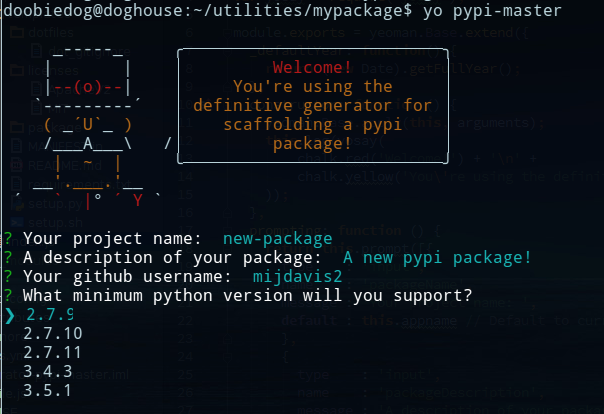 doobiedog@doghouse:~/utilities/mypackage$ yo pypi-master
Welcome!
You're using the
definitive generator for
scaffolding a pypi
package!
? Your project name: new-package
? A description of your package: A new pypi package!
? Your github username: mijdavis2
? What minimum python version will you support?
❯ 2.7.9
2.7.10
2.7.11
3.4.3
3.5.1